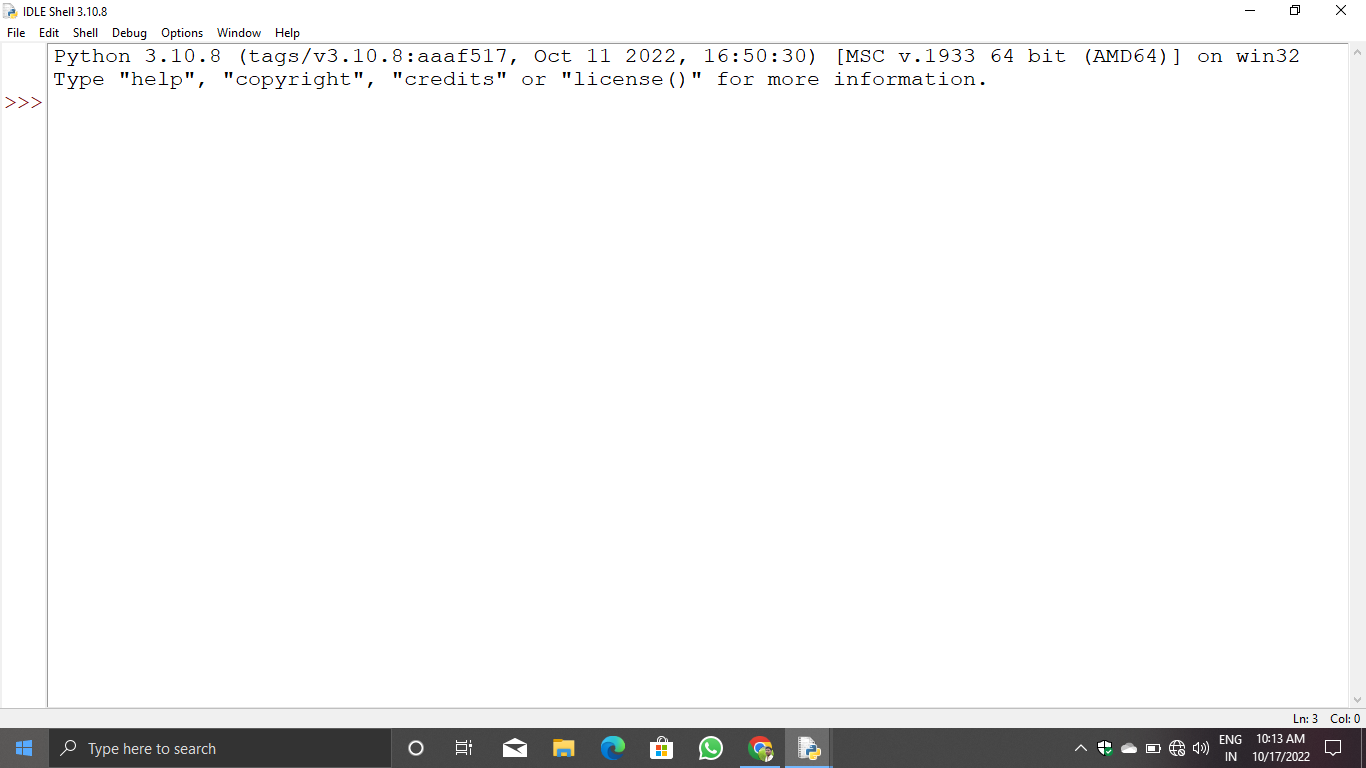 IDLE Shell 3.10.8
File Edit Shell Debug Options Window Help
Python 3.10.8 (tags/v3.10.8:aaaf517, Oct 11 2022, 16:50:30) [MSC v.1933 64 bit (AMD64)] on win32
Type "help", "copyright", "credits" or "license()" for more information.
>>>
Ln: 3 Col: 0
Type here to search
ENG 10:13 AM
IN 10/17/2022